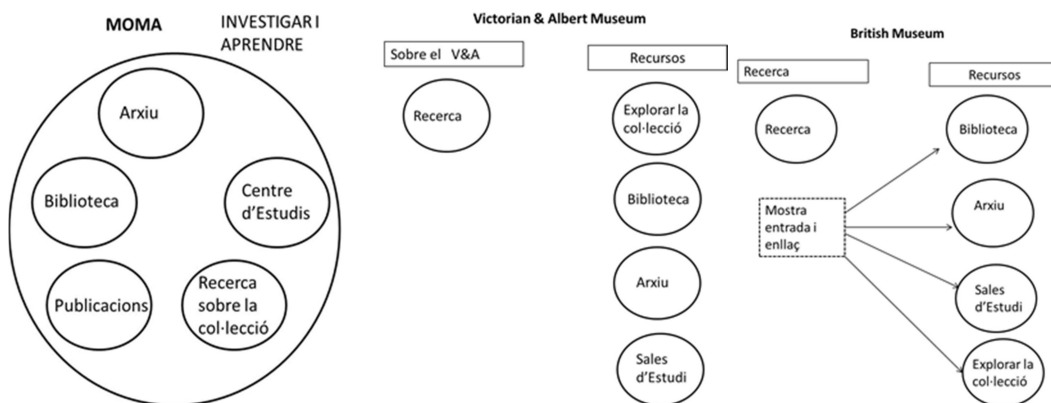 MOMA
INVESTIGAR I
APRENDRE
Arxiu
Biblioteca
Centre
d'Estudis
Publicacions
Recerca
sobre la
col·lecció
Victorian & Albert Museum
Sobre el V&A
Recerca
Recursos
Explorar la
col·lecció
Biblioteca
Arxiu
Sales
d'Estudi
British Museum
Recerca
Recerca
Mostra
entrada i
enllaç
Recursos
Biblioteca
Arxiu
Sales
d'Estudi
Explorar la
col·lecció